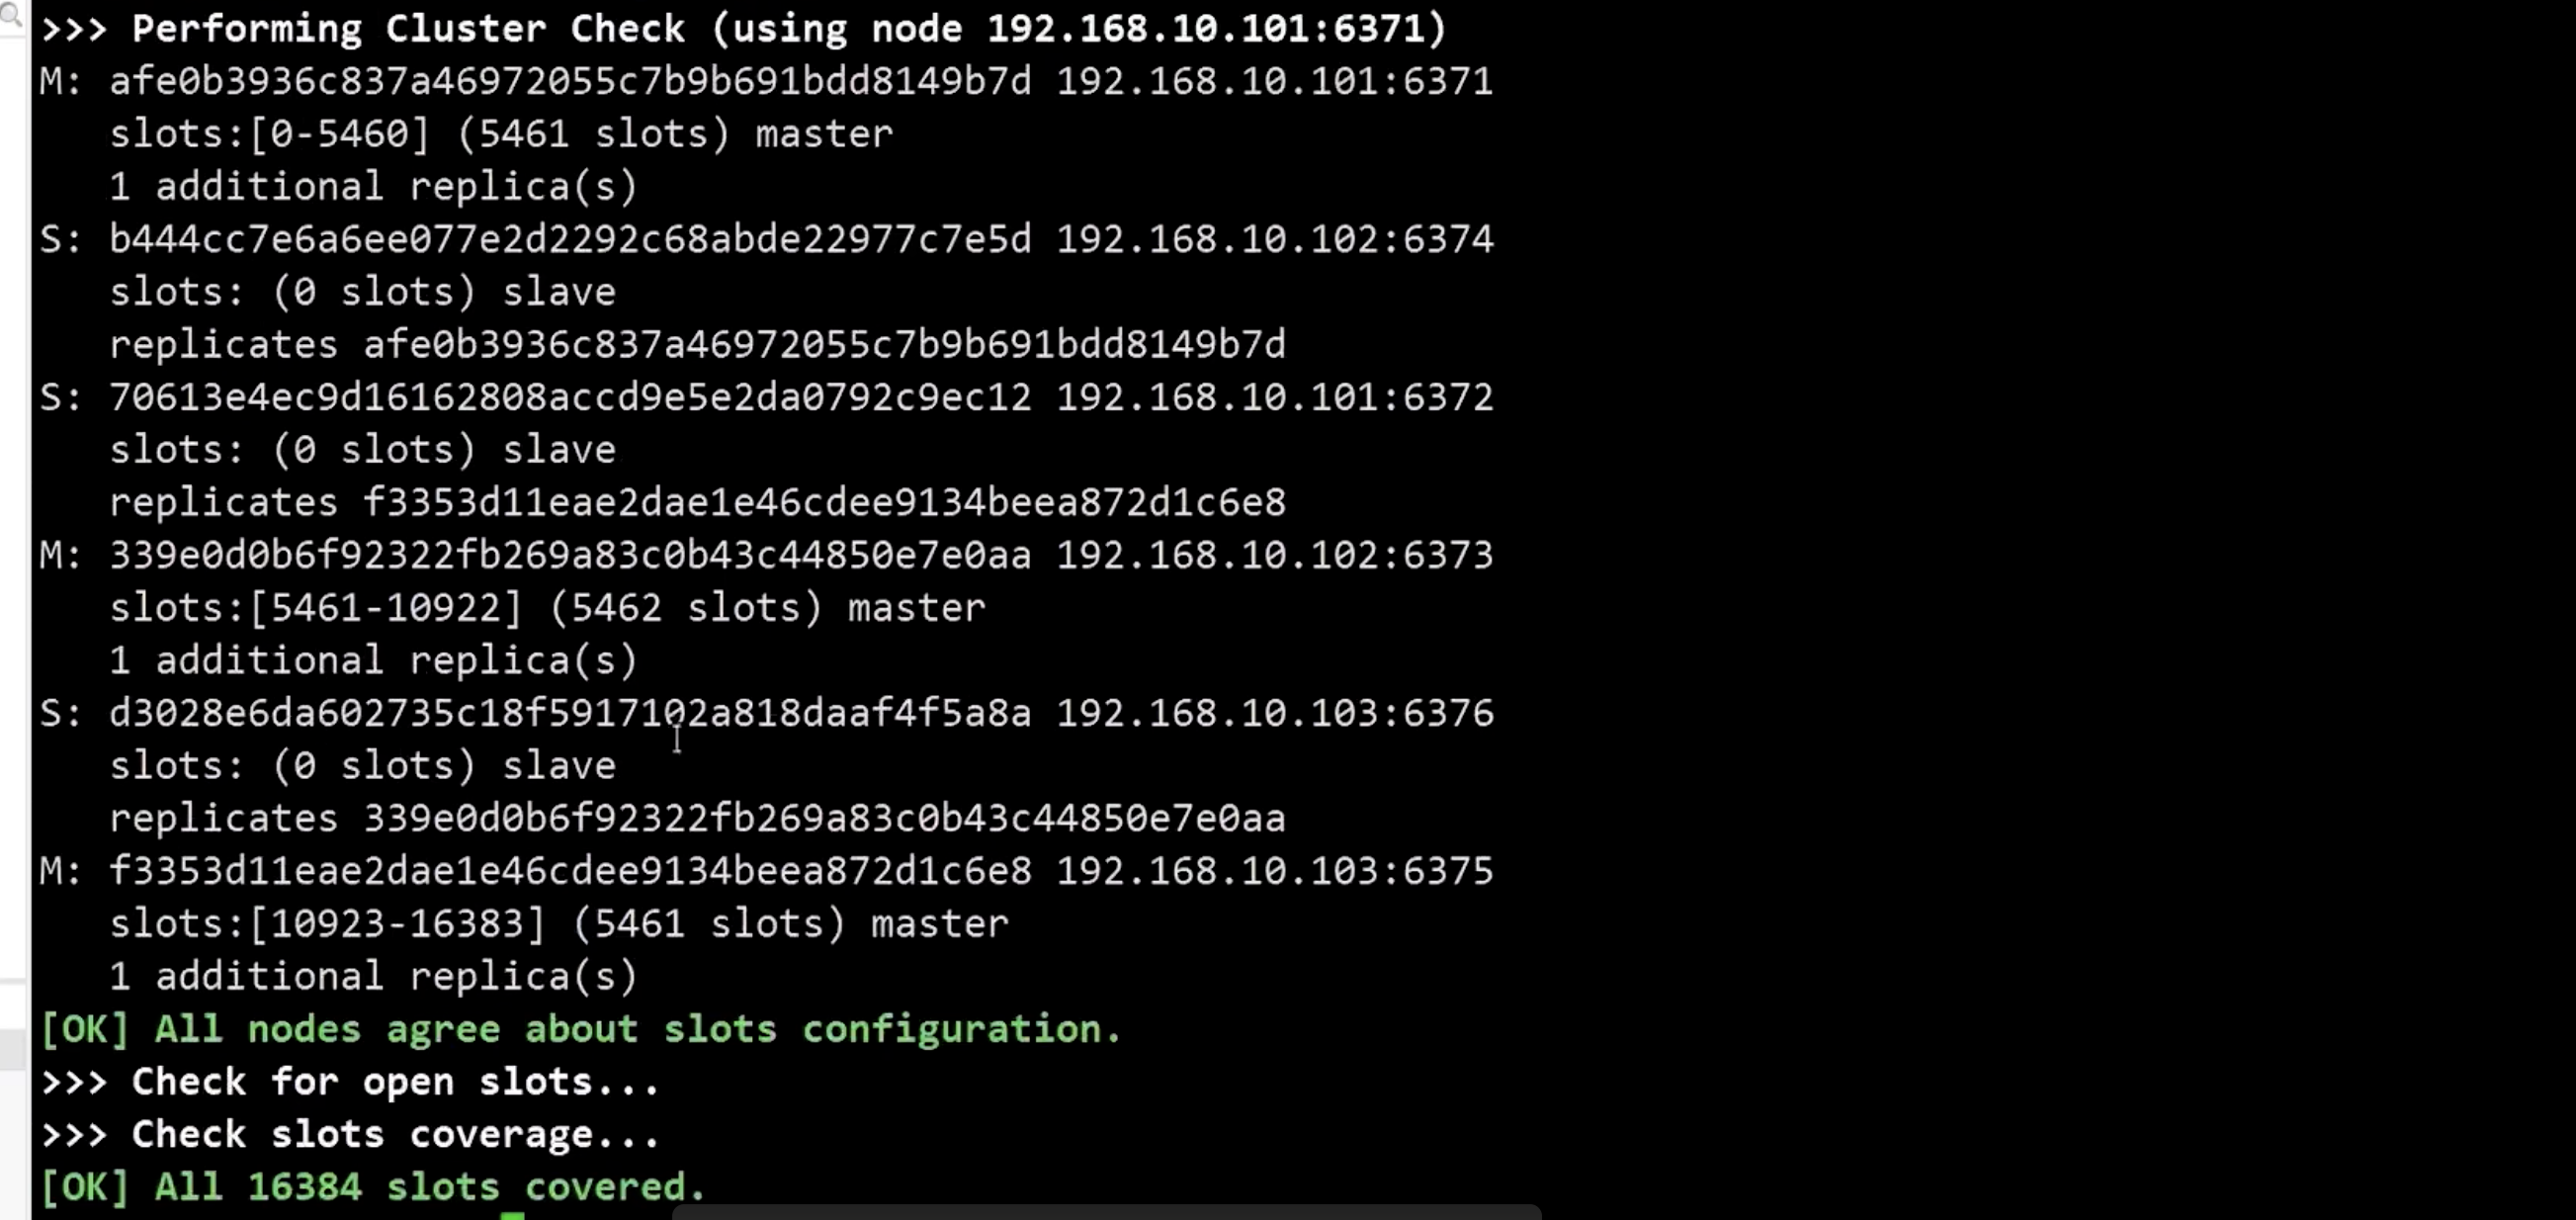 >>> Performing Cluster Check (using node 192.168.10.101:6371)
M: afe0b3936c837a46972055c7b9b691bdd8149b7d 192.168.10.101:6371
   slots:[0-5460] (5461 slots) master
   1 additional replica(s)
S: b444cc7e6a6ee077e2d2292c68abde22977c7e5d 192.168.10.102:6374
   slots: (0 slots) slave
   replicates afe0b3936c837a46972055c7b9b691bdd8149b7d
S: 70613e4ec9d16162808accd9e5e2da0792c9ec12 192.168.10.101:6372
   slots: (0 slots) slave
   replicates f3353d11eae2dae1e46cdee9134beea872d1c6e8
M: 339e0d0b6f92322fb269a83c0b43c44850e7e0aa 192.168.10.102:6373
   slots:[5461-10922] (5462 slots) master
   1 additional replica(s)
S: d3028e6da602735c18f5917102a818daaf4f5a8a 192.168.10.103:6376
   slots: (0 slots) slave
   replicates 339e0d0b6f92322fb269a83c0b43c44850e7e0aa
M: f3353d11eae2dae1e46cdee9134beea872d1c6e8 192.168.10.103:6375
   slots:[10923-16383] (5461 slots) master
   1 additional replica(s)
[OK] All nodes agree about slots configuration.
>>> Check for open slots...
>>> Check slots coverage...
[OK] All 16384 slots covered.